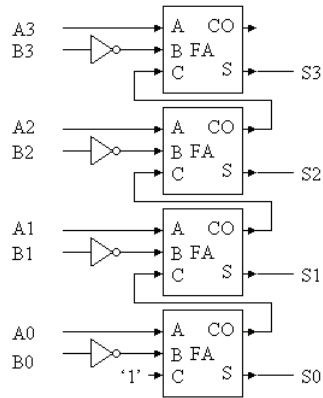 A3 A CO
B3 B FA
C S S3
A2 A CO
B2 B FA
C S S2
A1 A CO
B1 B FA
C S S1
A0 A CO
B0 B FA
‘1’ C S S0